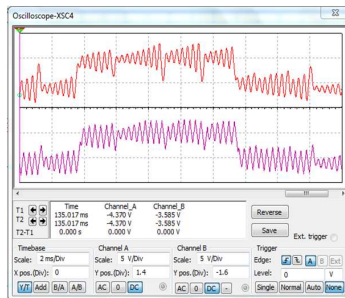 Oscilloscope-XSC4
T1
T2
T2-T1
Time Channel_A Channel_B
135.017 ms -4.370 V -3.585 V
135.017 ms -4.370 V -3.585 V
0.000 s 0.000 V 0.000 V
Reverse
Save
Ext. trigger
Timebase
Scale: 2 ms/Div
X pos.(Div): 0
Y/T Add B/A A/B
Channel A
Scale: 5 V/Div
Y pos.(Div): 1.4
AC 0 DC
Channel B
Scale: 5 V/Div
Y pos.(Div): -1.6
AC 0 DC -
Trigger
Edge: A B Ext
Level: 0 V
Single Normal Auto None